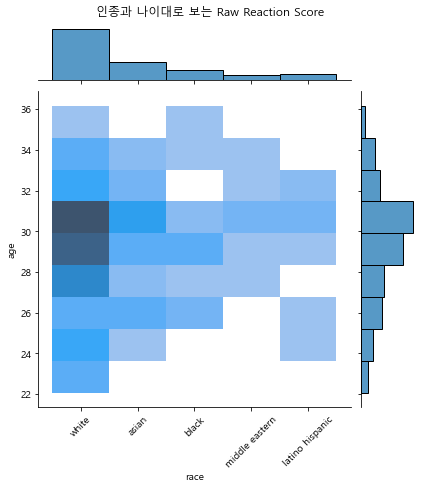 인종과 나이대로 보는 Raw Reaction Score
36
34
32
30
28
26
24
22
age
white
asian
black
middle eastern
latino hispanic
race